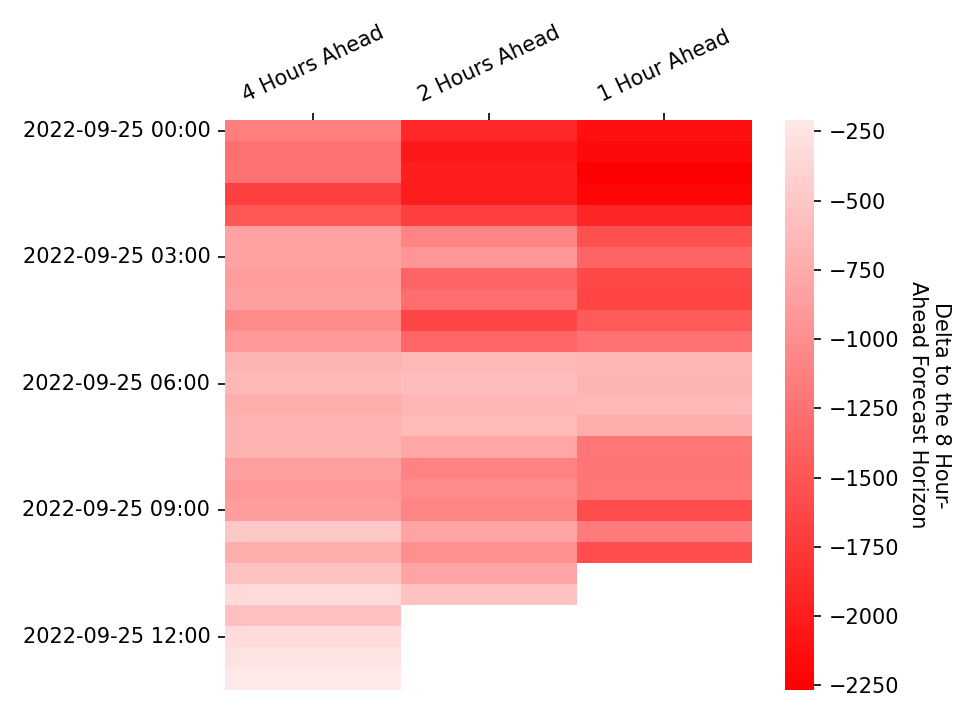 4 Hours Ahead
2 Hours Ahead
1 Hour Ahead
2022-09-25 00:00
2022-09-25 03:00
2022-09-25 06:00
2022-09-25 09:00
2022-09-25 12:00
−250
−500
−750
−1000
−1250
−1500
−1750
−2000
−2250
Delta to the 8 Hour-
Ahead Forecast Horizon